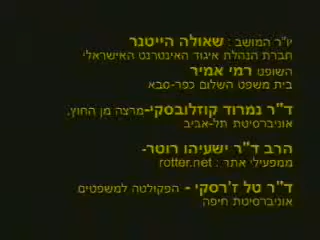 יו"ר המושב : שאולה הייטנר
חברת הנהלת איגוד האינטרנט הישראלי
השופט רמי אמיר
בית משפט השלום כפר-סבא
ד"ר נמרוד קוזלובסקי-מרצה מן החוץ,
אוניברסיטת תל-אביב
הרב ד"ר ישעיהו רוטר-
ממפעילי אתר : rotter.net
ד"ר טל ז'רסקי - הפקולטה למשפטים
אוניברסיטת חיפה